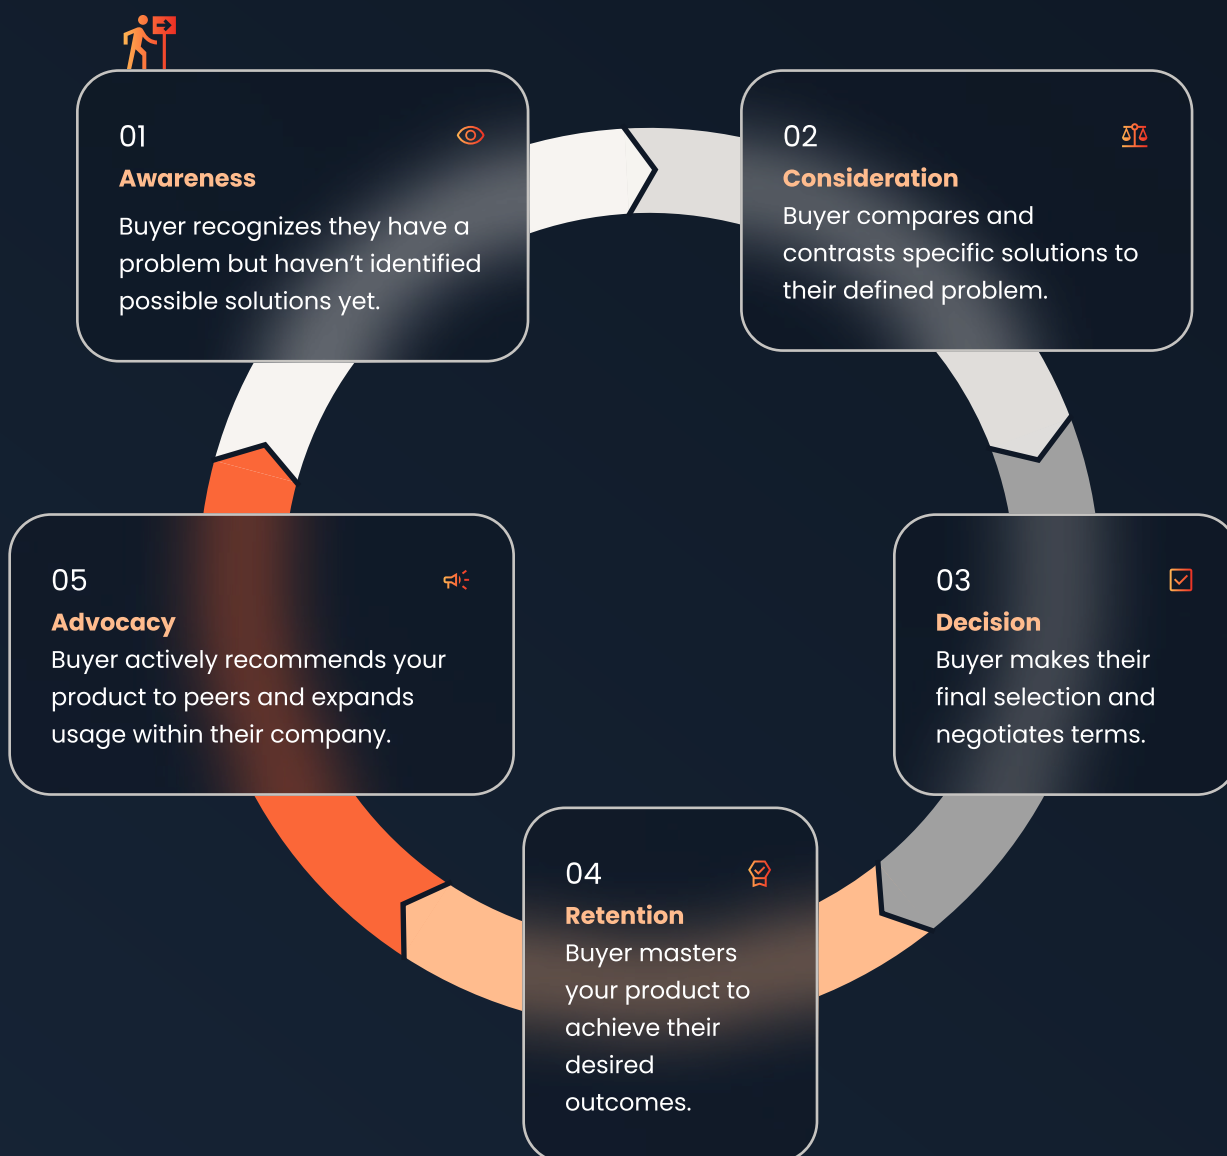 01
Awareness
Buyer recognizes they have a
problem but haven’t identified
possible solutions yet.
02
Consideration
Buyer compares and
contrasts specific solutions to
their defined problem.
03
Decision
Buyer makes their
final selection and
negotiates terms.
04
Retention
Buyer masters
your product to
achieve their
desired
outcomes.
05
Advocacy
Buyer actively recommends your
product to peers and expands
usage within their company.